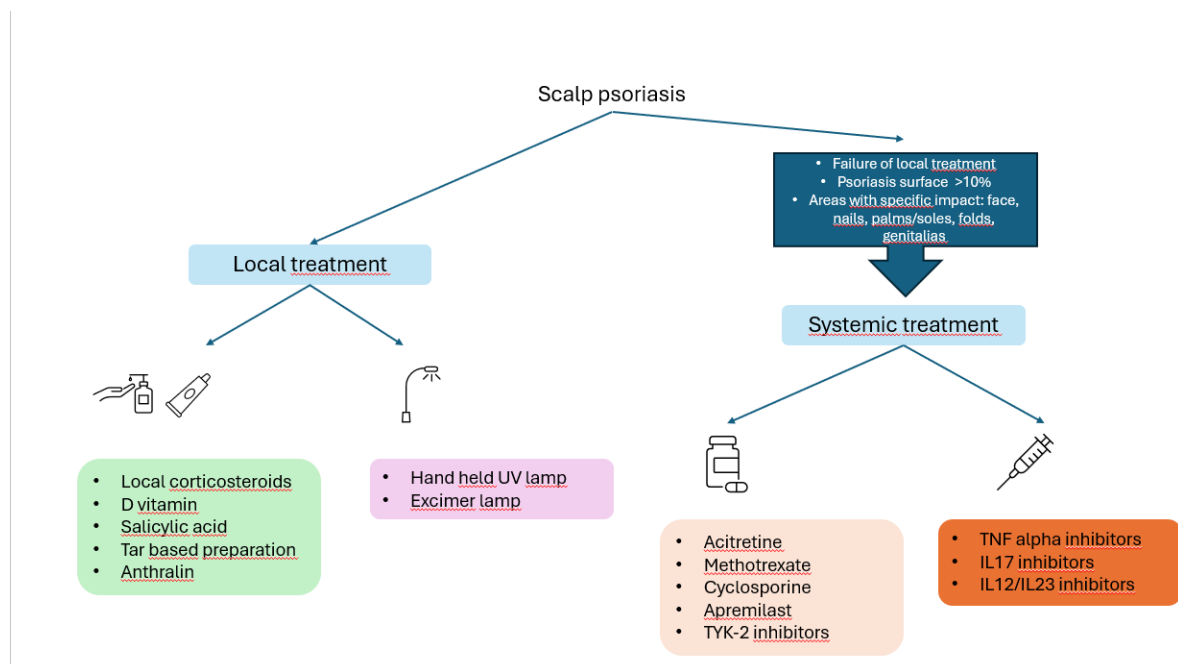 Scalp psoriasis
• Failure of local treatment
• Psoriasis surface >10%
• Areas with specific impact: face,
nails, palms/soles, folds,
genitalias
Local treatment
Systemic treatment
• Local corticosteroids
• D vitamin
• Salicylic acid
• Tar based preparation
• Anthralin
• Hand held UV lamp
• Excimer lamp
• Acitretine
• Methotrexate
• Cyclosporine
• Apremilast
• TYK-2 inhibitors
• TNF alpha inhibitors
• IL17 inhibitors
• IL12/IL23 inhibitors